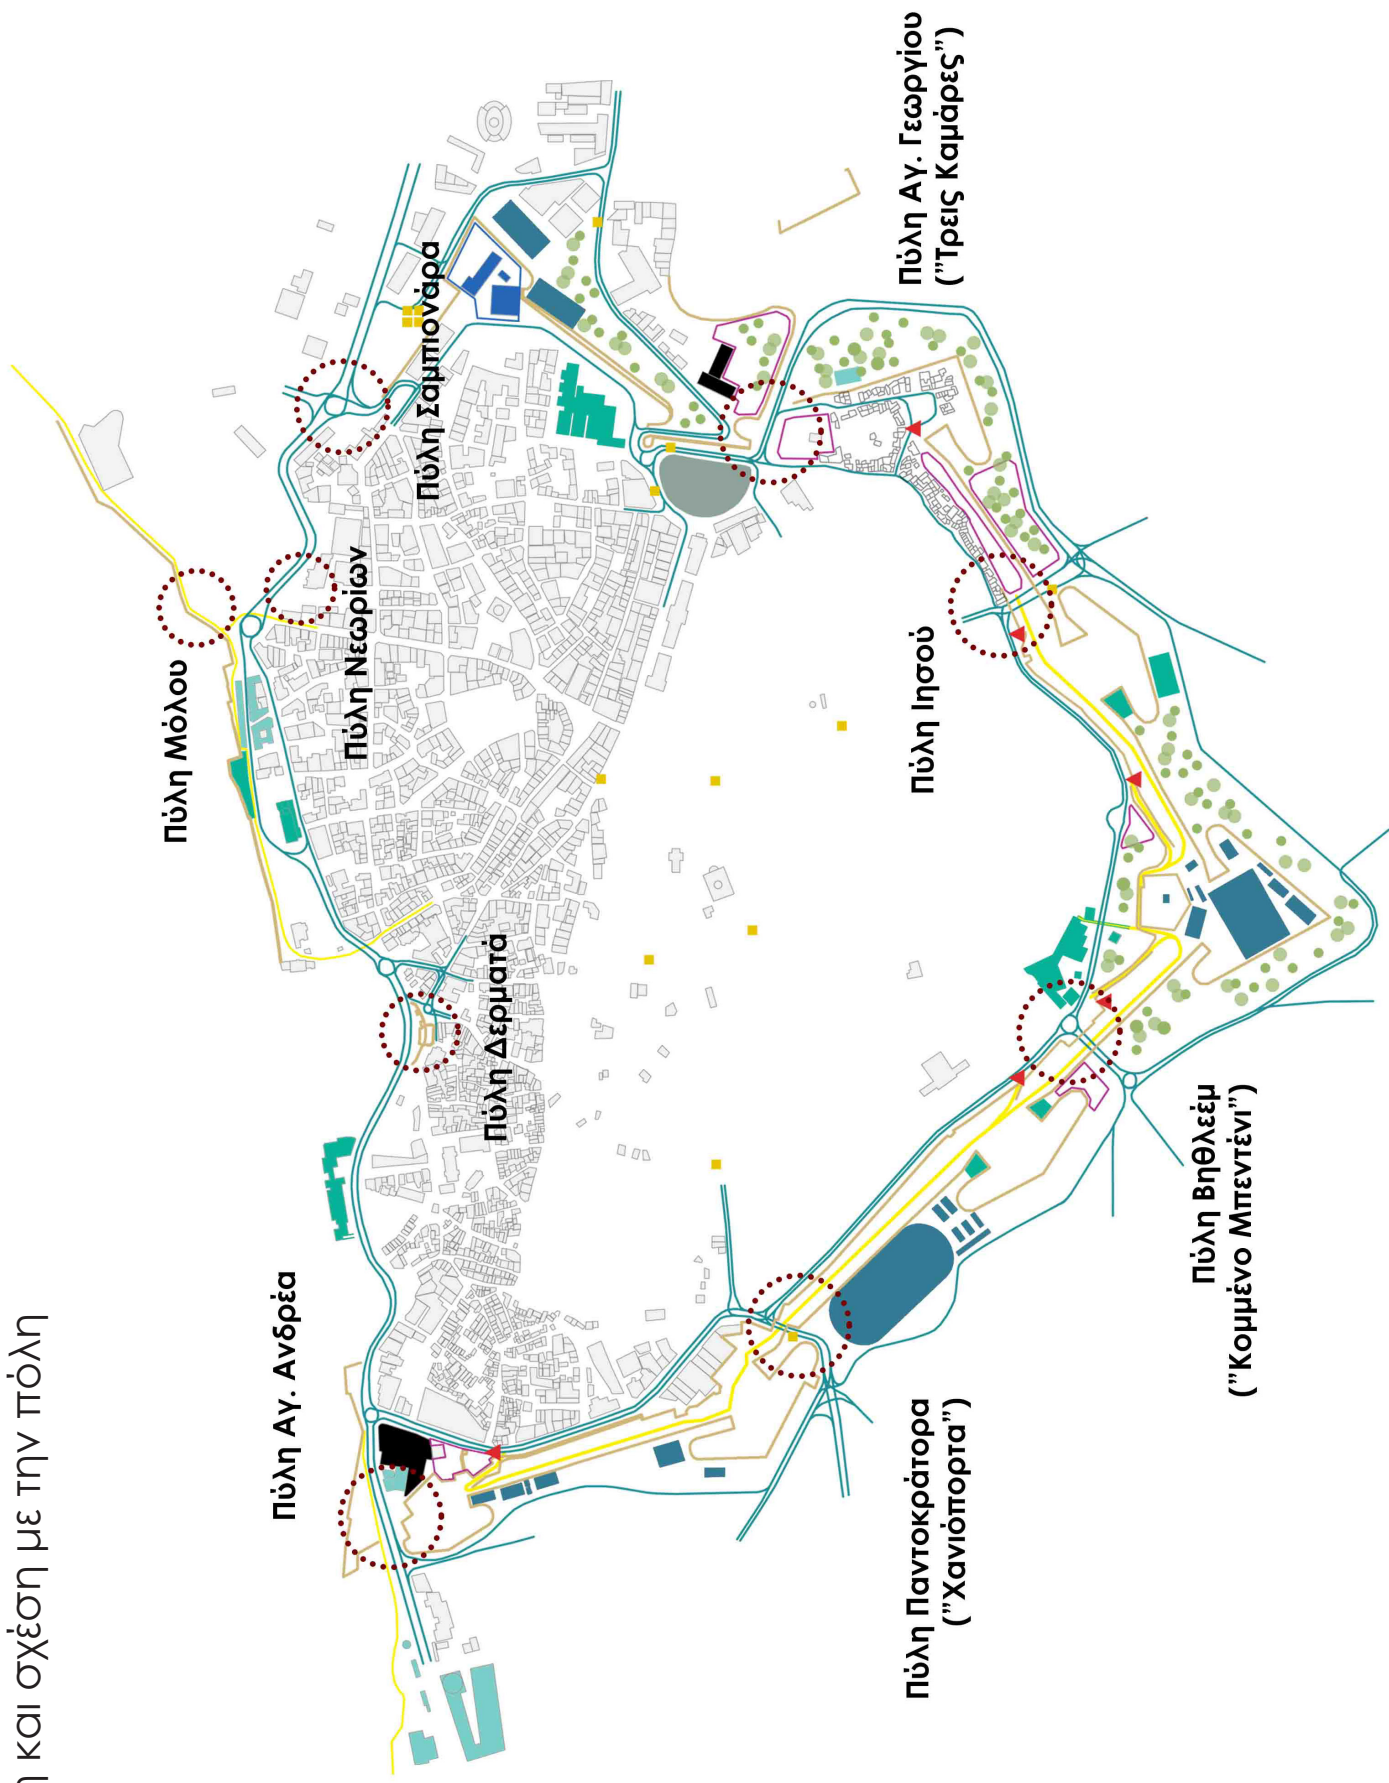 η και σχέση με την πόλη
Πύλη Αγ. Ανδρέα
Πύλη Μόλου
Πύλη Νεωρίων
Πύλη Σαμπιονάρα
Πύλη Δερματά
Πύλη Παντοκράτορα
("Χανιόπορτα")
Πύλη Βηθλεέμ
("Κομμένο Μπεντένι")
Πύλη Ιησού
Πύλη Αγ. Γεωργίου
("Τρεις Καμάρες")